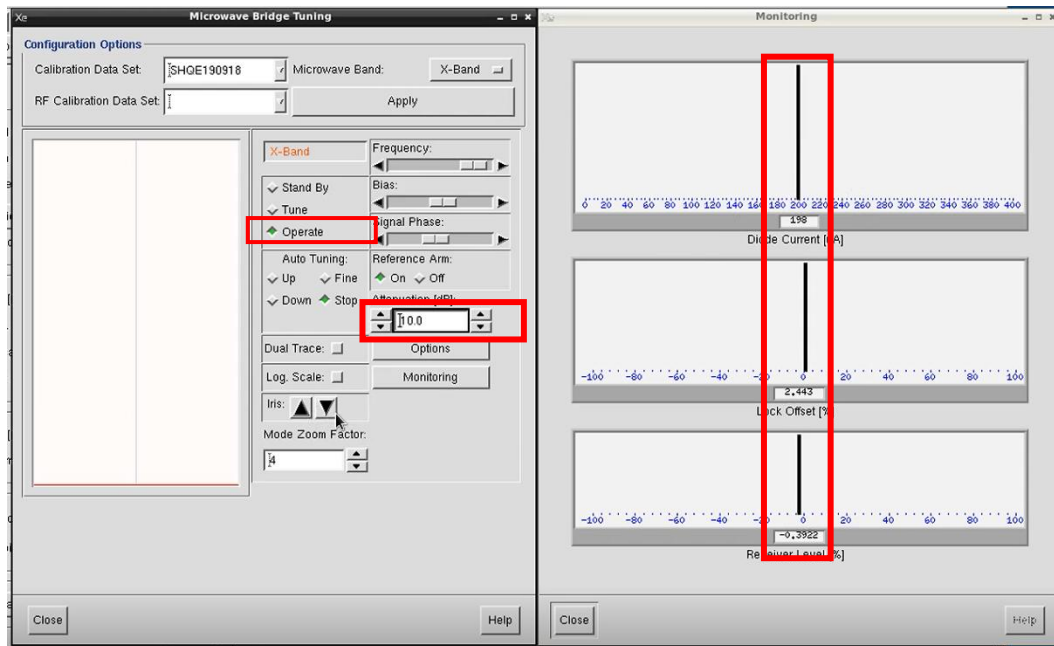 Microwave Bridge Tuning
Configuration Options
Calibration Data Set: SHQE190918 Microwave Band: X-Band
RF Calibration Data Set: Apply
X-Band
Stand By
Tune
Operate
Auto Tuning:
Up Fine
Down Stop
Dual Trace:
Log. Scale:
Iris:
Mode Zoom Factor:
4
Frequency:
Bias:
Signal Phase:
Reference Arm:
On Off
Attenuation [dB]:
10.0
Options
Monitoring
Close Help
Monitoring
0 20 40 60 80 100 120 140 160 180 200 220 240 260 280 300 320 340 360 380 400
198
Diode Current [uA]
-100 -80 -60 -40 -20 0 20 40 60 80 100
2.443
Lock Offset [%]
-100 -80 -60 -40 -20 0 20 40 60 80 100
-0.3922
Receiver Level [%]
Close Help